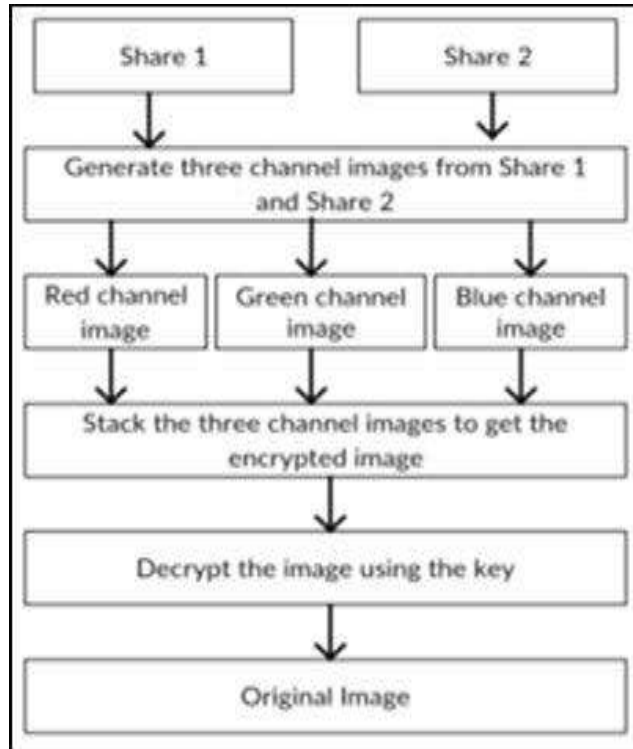 Share 1
Share 2
Generate three channel images from Share 1
and Share 2
Red channel
image
Green channel
image
Blue channel
image
Stack the three channel images to get the
encrypted image
Decrypt the image using the key
Original Image